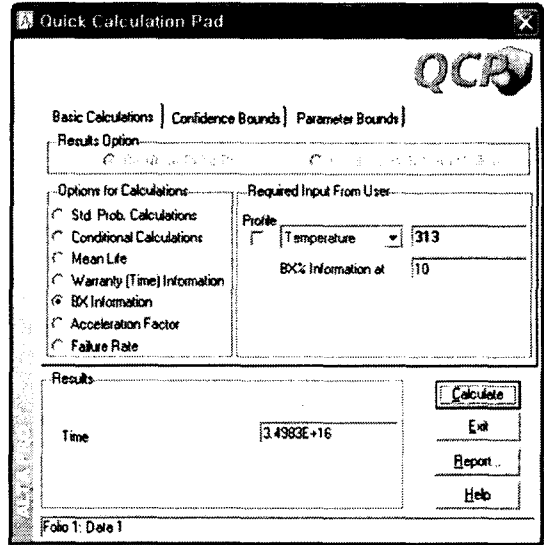 Quick Calculation Pad
QCP
Basic Calculations
Confidence Bounds
Parameter Bounds
Results Option
Options for Calculations
Std. Prob. Calculations
Conditional Calculations
Mean Life
Warranty (Time) Information
BX Information
Acceleration Factor
Failure Rate
Required Input From User
Profile
Temperature
313
BX% Information at
10
Results
Time
3.4983E+16
Calculate
Exit
Report...
Help
Folio 1: Data 1